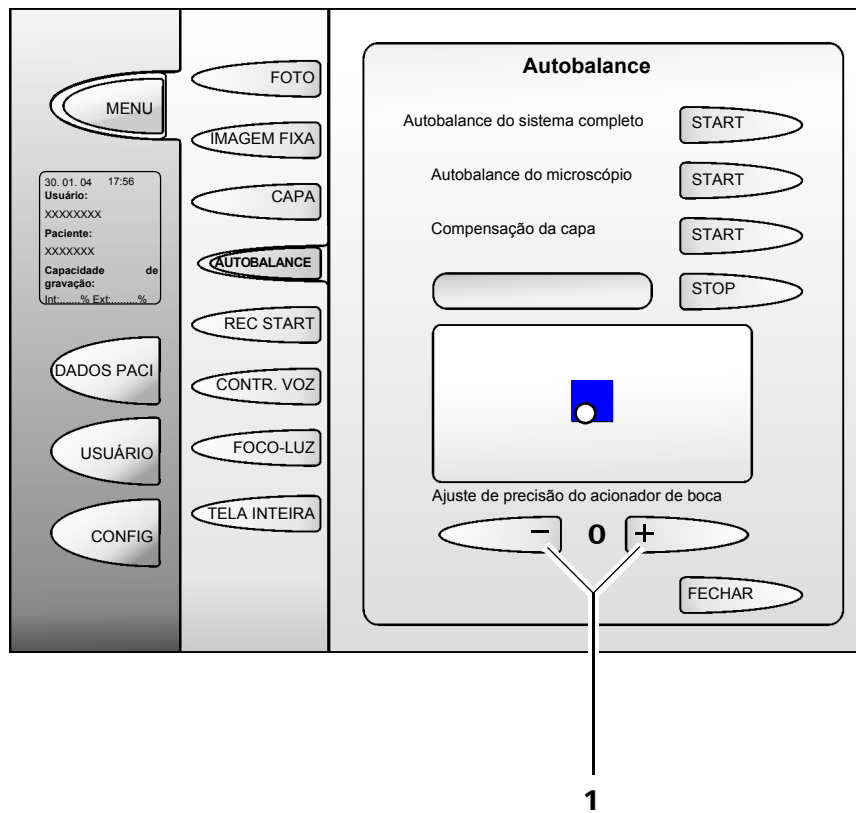 MENU
30. 01. 04 17:56
Usuário:
XXXXXXXX
Paciente:
XXXXXXX
Capacidade de
gravação:
Int:......% Ext:.........%
DADOS PACI
USUÁRIO
CONFIG
FOTO
IMAGEM FIXA
CAPA
AUTOBALANCE
REC START
CONTR. VOZ
FOCO-LUZ
TELA INTEIRA
Autobalance
Autobalance do sistema completo START
Autobalance do microscópio START
Compensação da capa START
STOP
Ajuste de precisão do acionador de boca
− 0 +
FECHAR
1